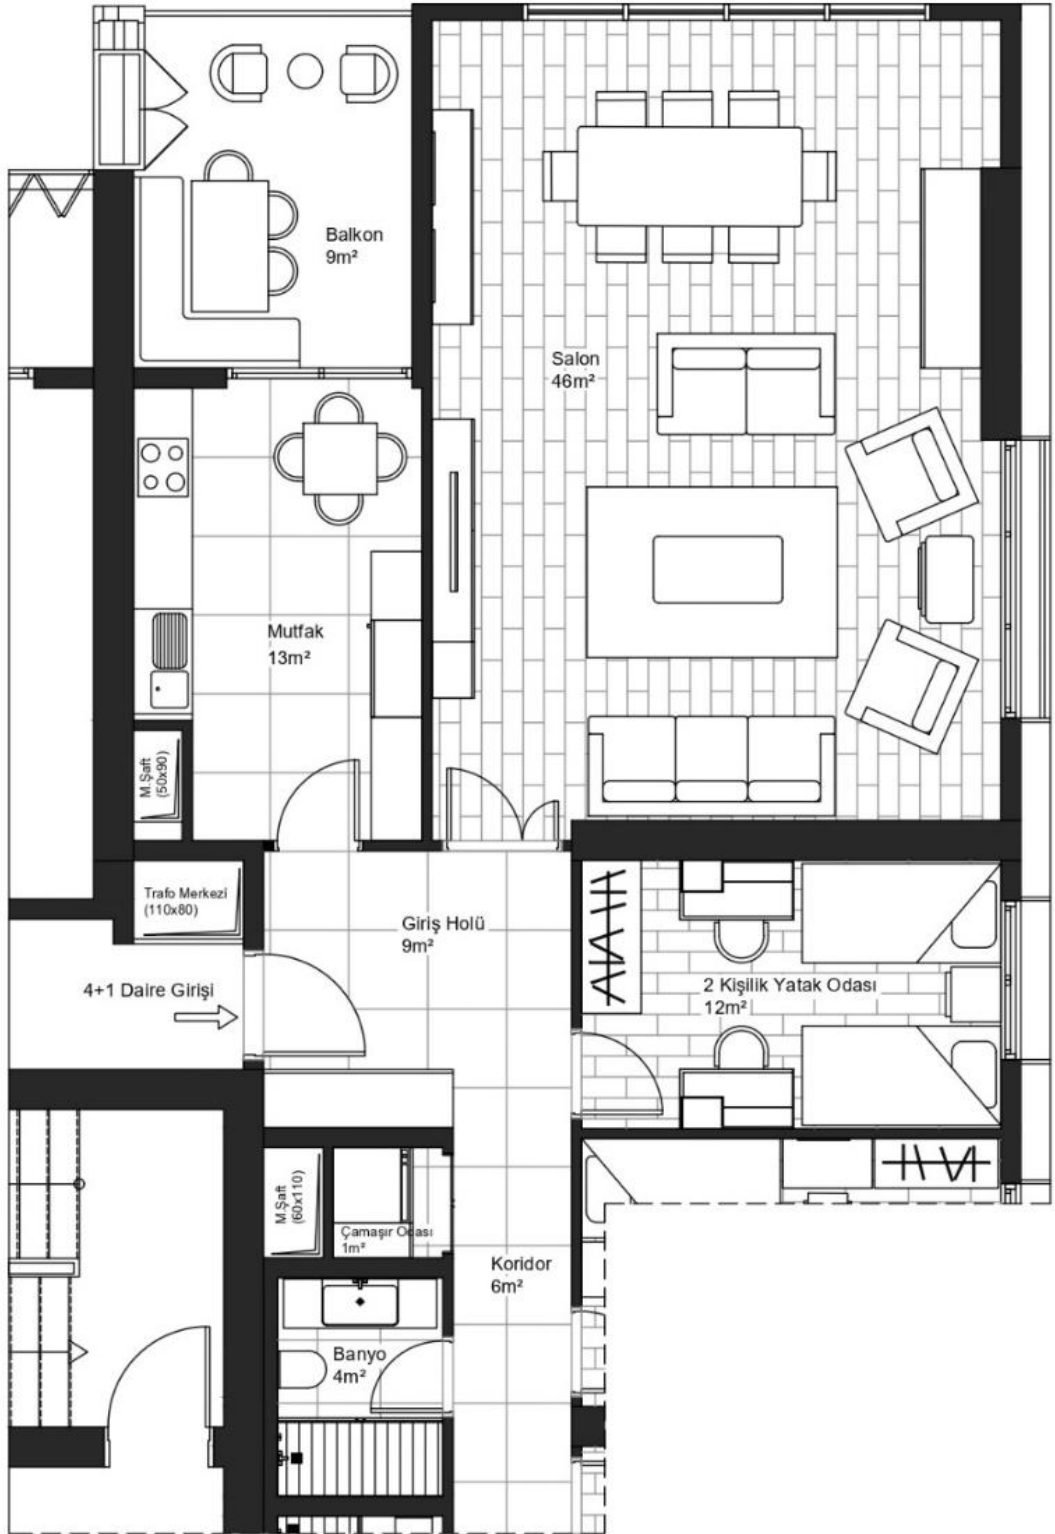 Balkon
9m²
Salon
46m²
Mutfak
13m²
M.Şaft
(50x90)
Trafo Merkezi
(110x80)
Giriş Holü
9m²
4+1 Daire Girişi
2 Kişilik Yatak Odası
12m²
M.Şaft
(60x110)
Çamaşır Odası
1m²
Koridor
6m²
Banyo
4m²